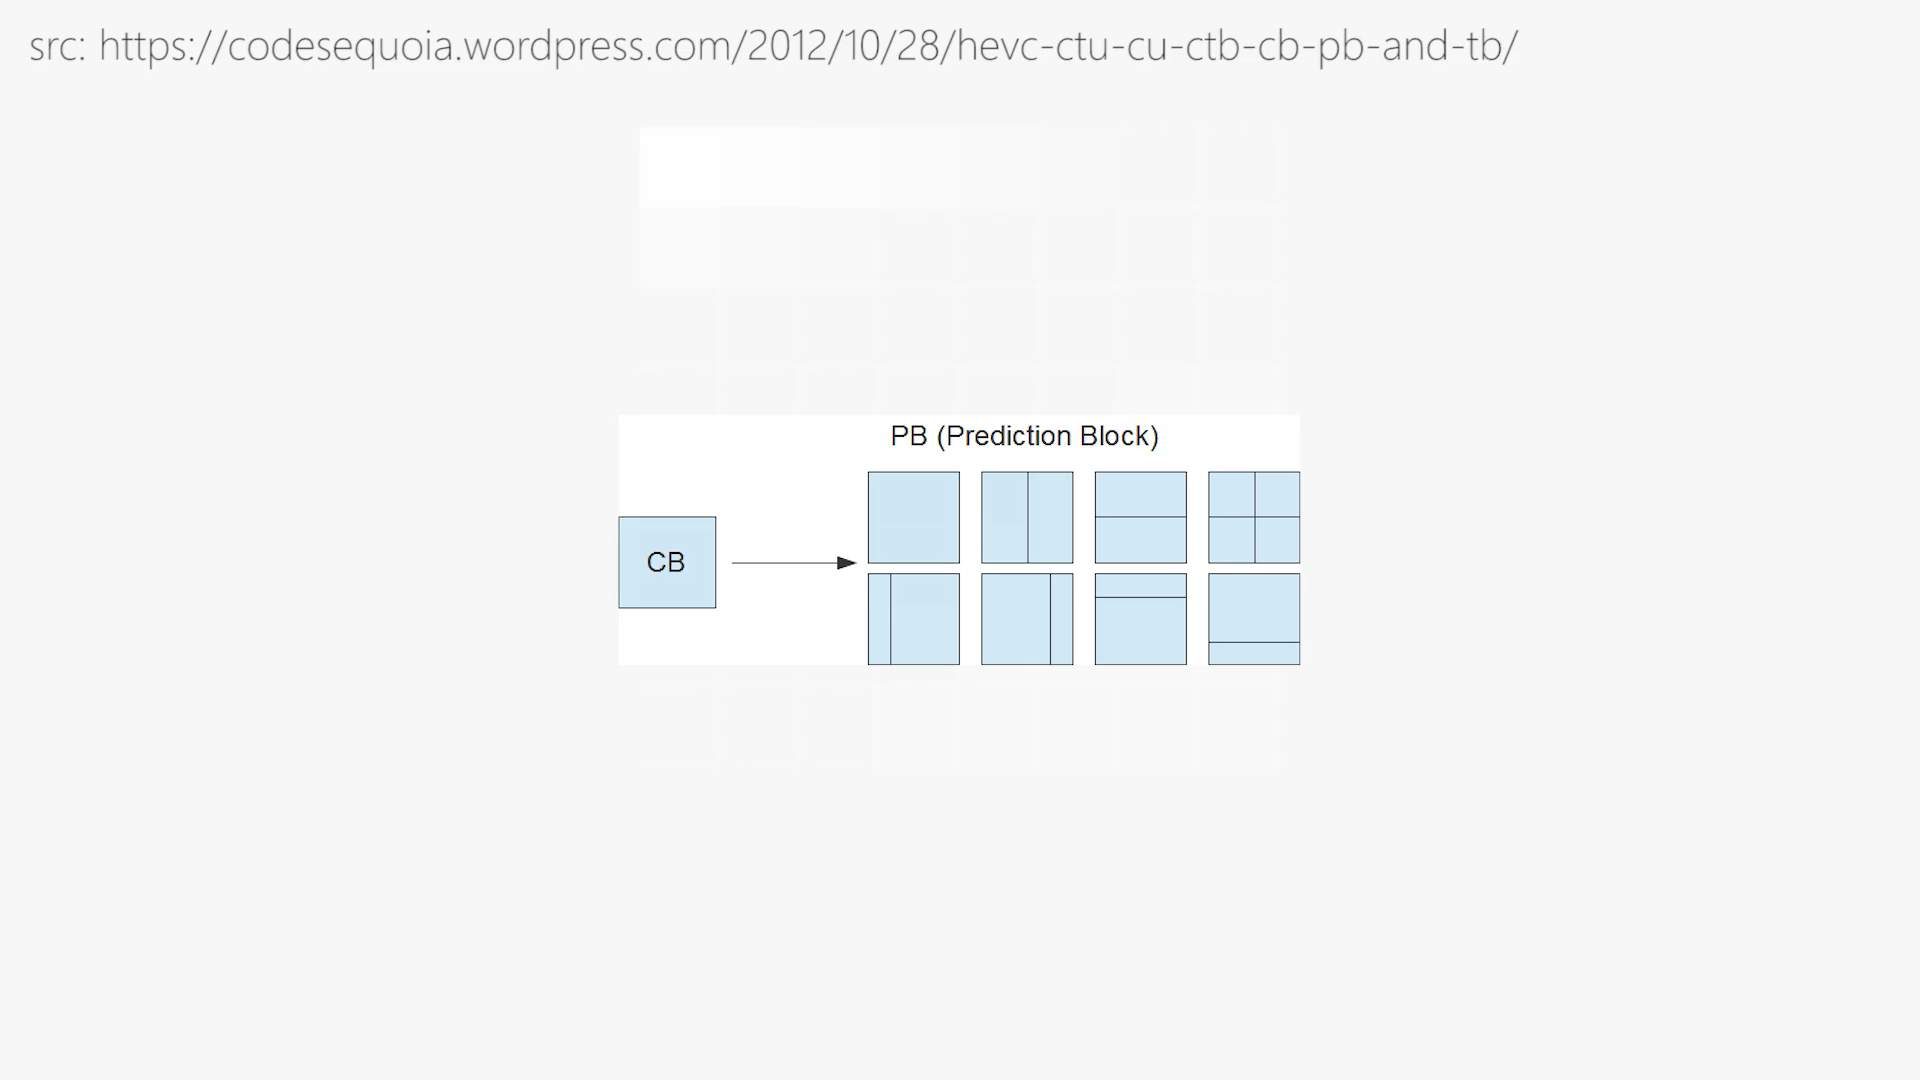 src: https://codesequoia.wordpress.com/2012/10/28/hevc-ctu-cu-ctb-cb-pb-and-tb/
PB (Prediction Block)
CB